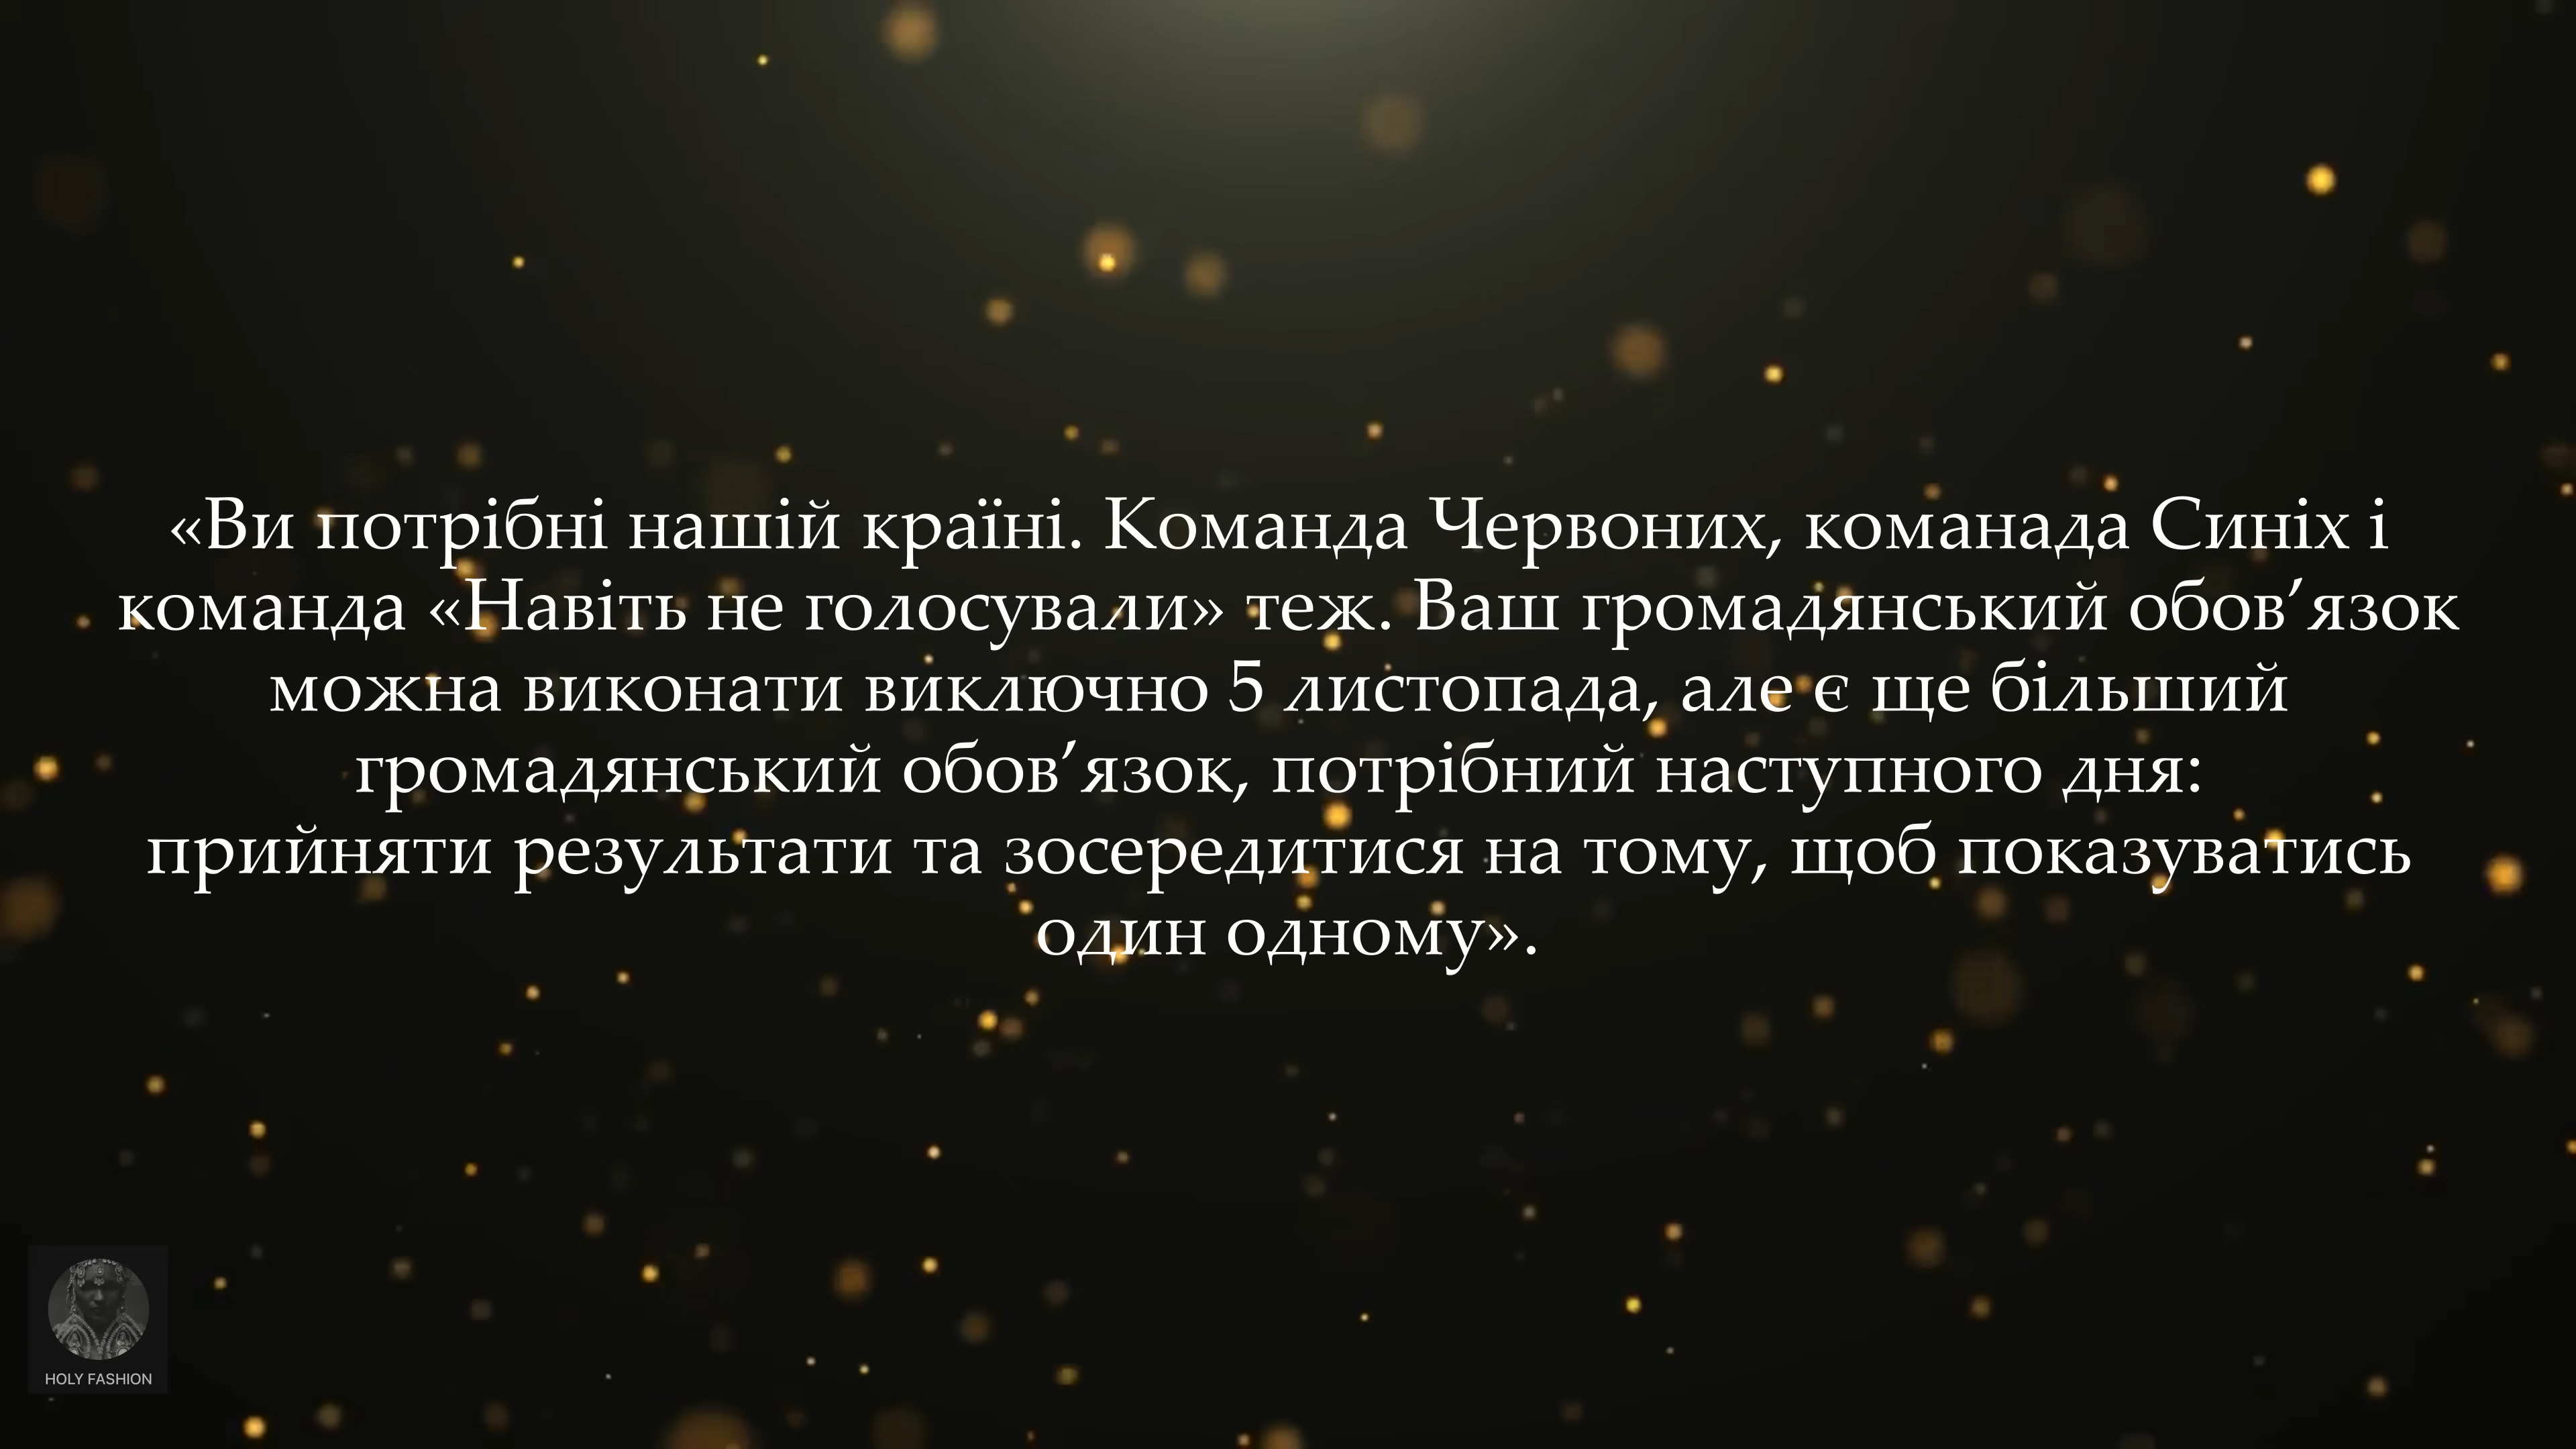 «Ви потрібні нашій країні. Команда Червоних, команада Синіх і
команда «Навіть не голосували» теж. Ваш громадянський обов’язок
можна виконати виключно 5 листопада, але є ще більший
громадянський обов’язок, потрібний наступного дня:
прийняти результати та зосередитися на тому, щоб показуватись
один одному».
HOLY FASHION